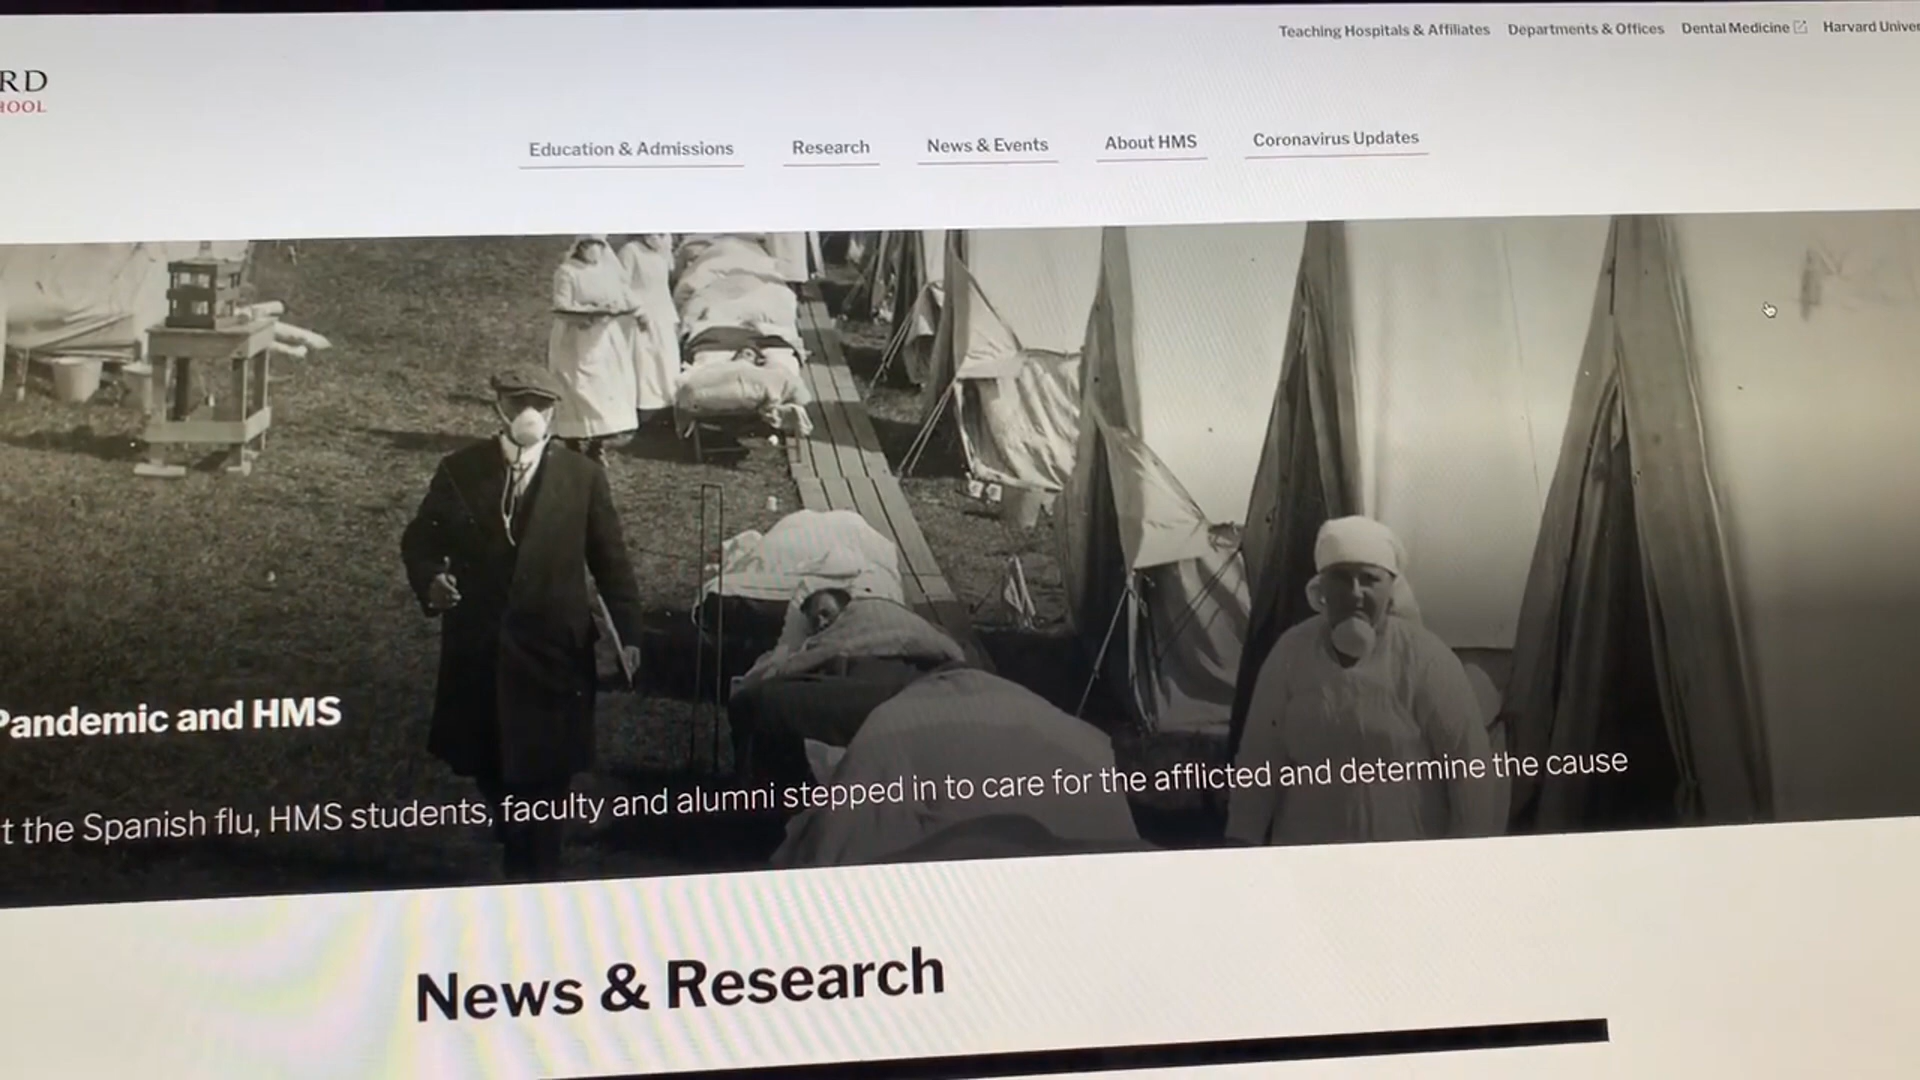 Teaching Hospitals & Affiliates Departments & Offices Dental Medicine Harvard Univer
RD
HOOL
Education & Admissions Research News & Events About HMS Coronavirus Updates
Pandemic and HMS
t the Spanish flu, HMS students, faculty and alumni stepped in to care for the afflicted and determine the cause
News & Research